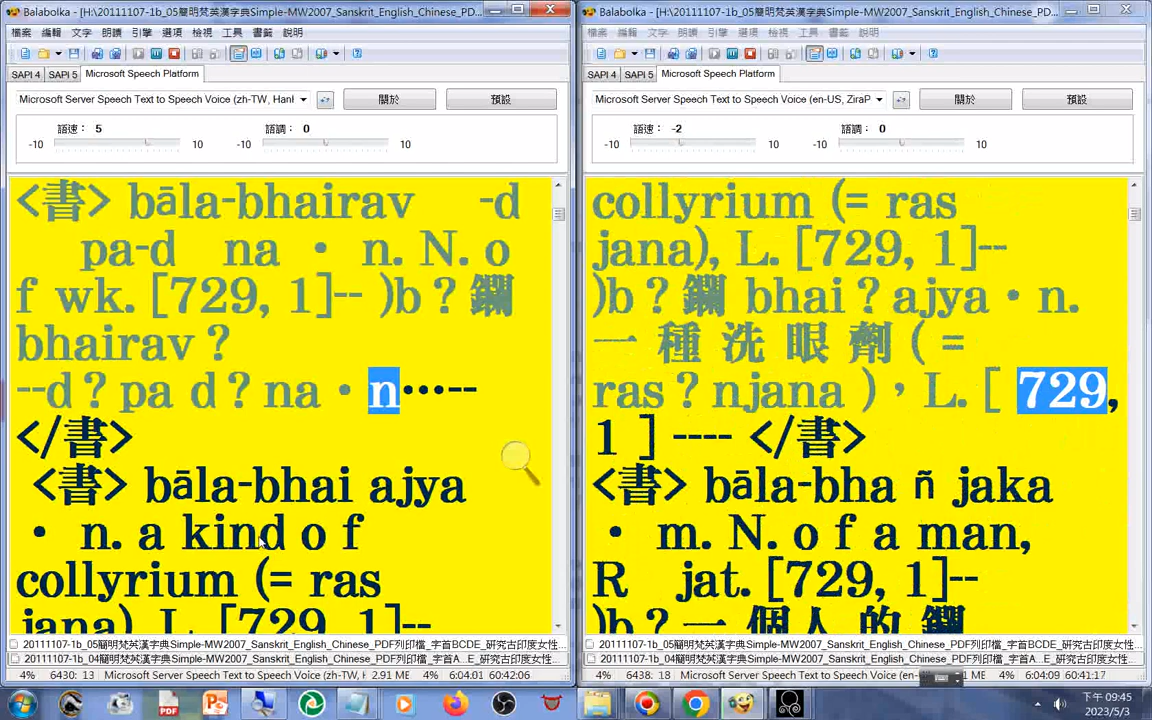 Balabolka - [H:\20111107-1b_05簡明梵英漢字典Simple-MW2007_Sanskrit_English_Chinese_PD...
檔案 編輯 文字 朗讀 引擎 選項 檢視 工具 書籤 說明
SAPI 4 SAPI 5 Microsoft Speech Platform
Microsoft Server Speech Text to Speech Voice (zh-TW, Hanl
關於 預設
語速： 5 語調： 0
-10 10 -10 10
<書> bāla-bhairav -d
pa-d na • n. N. o
f wk. [729, 1]-- )b？鑭
bhairav？
--d？pa d？na • n…--
</書>
<書> bāla-bhai ajya
• n. a kind o f
collyrium (= ras
jana), L. [729, 1]--
20111107-1b_05簡明梵英漢字典Simple-MW2007_Sanskrit_English_Chinese_PDF列印檔_字首BCDE_研究古印度女性...
20111107-1b_04簡明梵英漢字典Simple-MW2007_Sanskrit_English_Chinese_PDF列印檔_字首A...E_研究古印度女性...
4% 6430: 13 Microsoft Server Speech Text to Speech Voice (zh-TW, 2.91 ME 4% 6:04:01 60:42:06
Balabolka - [H:\20111107-1b_05簡明梵英漢字典Simple-MW2007_Sanskrit_English_Chinese_PD...
檔案 編輯 文字 朗讀 引擎 選項 檢視 工具 書籤 說明
SAPI 4 SAPI 5 Microsoft Speech Platform
Microsoft Server Speech Text to Speech Voice (en-US, ZiraP
關於 預設
語速： -2 語調： 0
-10 10 -10 10
collyrium (= ras
jana), L. [729, 1]--
)b？鑭 bhai？ajya • n.
一 種 洗 眼 劑 ( =
ras？njana )，L. [ 729,
1 ] ---- </書>
<書> bāla-bha ñ jaka
• m. N. o f a man,
R jat. [729, 1]--
)b？一 個 人 的 鑭
20111107-1b_05簡明梵英漢字典Simple-MW2007_Sanskrit_English_Chinese_PDF列印檔_字首BCDE_研究古印度女性...
20111107-1b_04簡明梵英漢字典Simple-MW2007_Sanskrit_English_Chinese_PDF列印檔_字首A...E_研究古印度女性...
4% 6438: 18 Microsoft Server Speech Text to Speech Voice ME 4% 6:04:09 60:41:17
下午 09:45
2023/5/3